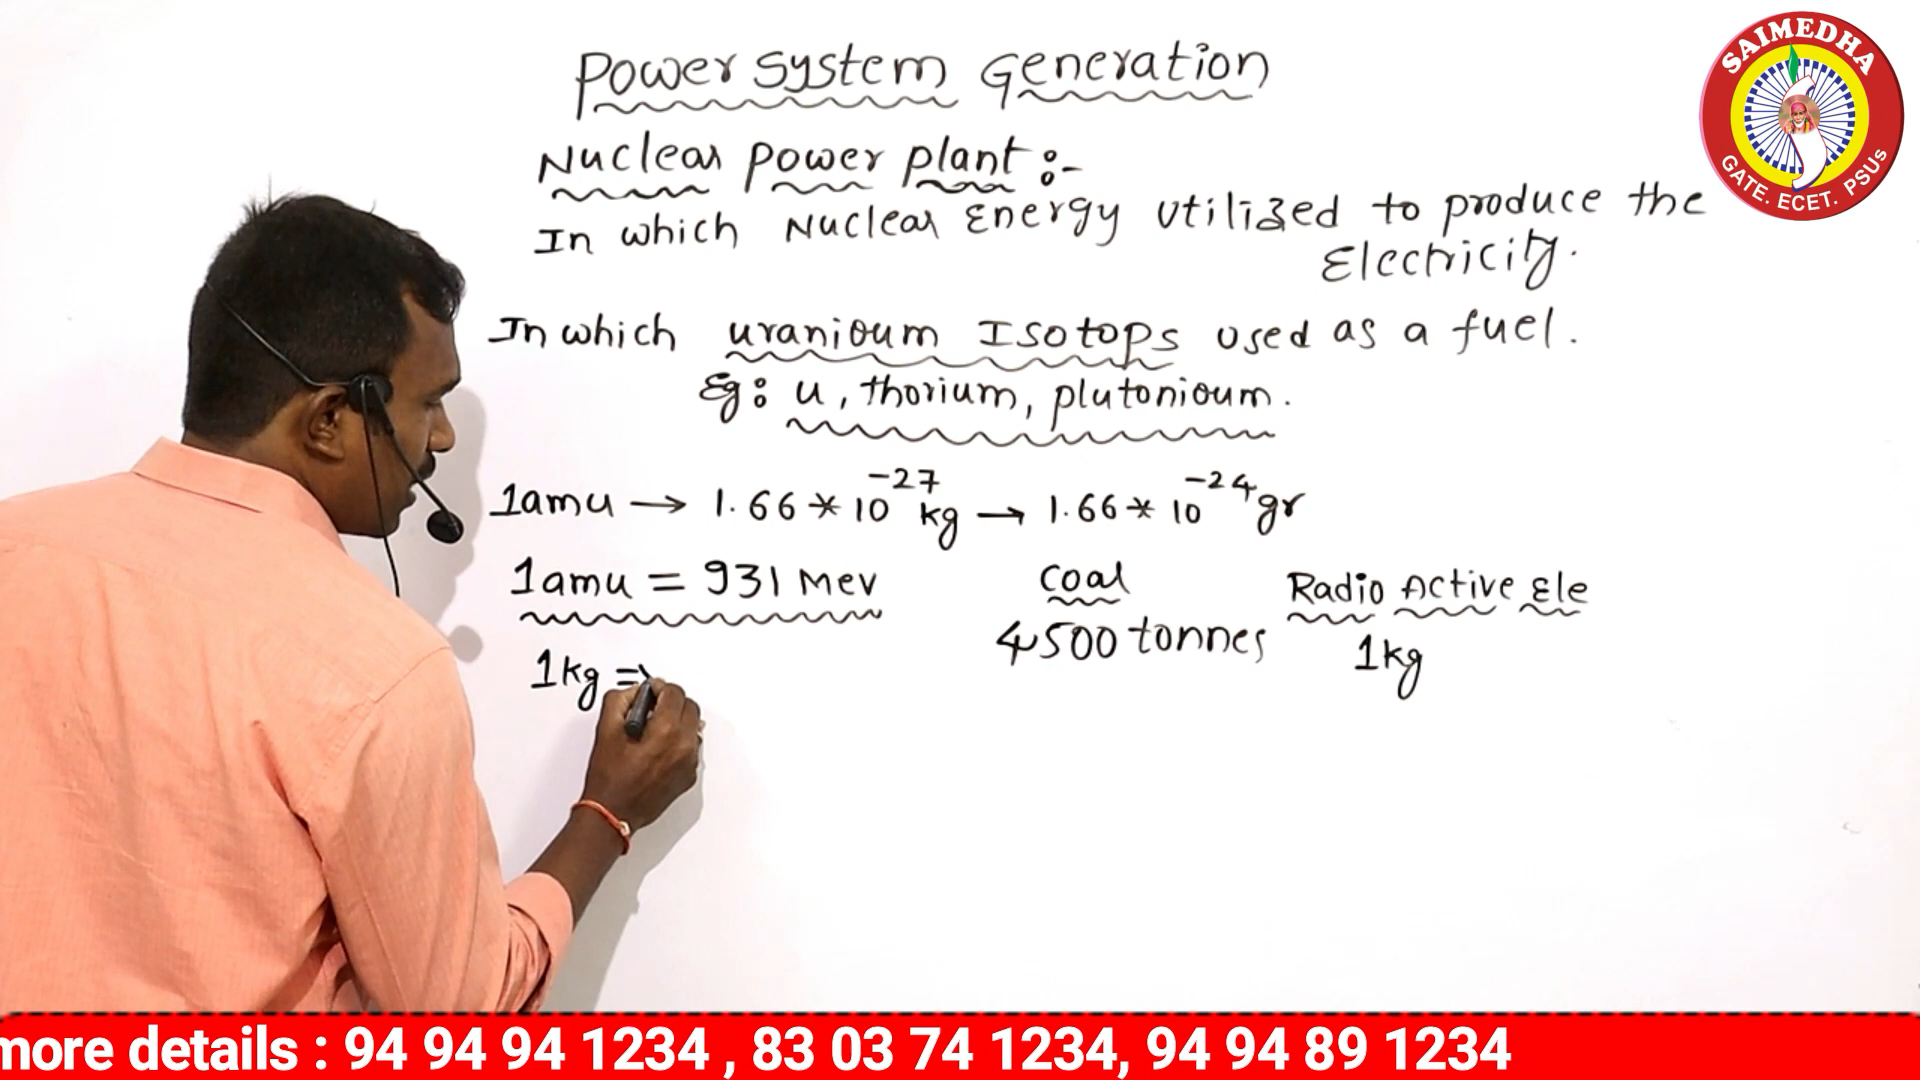 Power System Generation
Nuclear power plant :-
In which Nuclear Energy utilized to produce the
Electricity.
In which uranioum Isotops used as a fuel.
Eg: u, thorium, plutonioum.
1amu → 1.66 * 10^-27 kg → 1.66 * 10^-24 gr
1amu = 931 Mev
coal
Radio Active Ele
4500 tonnes
1kg
1kg =>
SAIMEDHA
GATE. ECET. PSUs
more details : 94 94 94 1234 , 83 03 74 1234, 94 94 89 1234